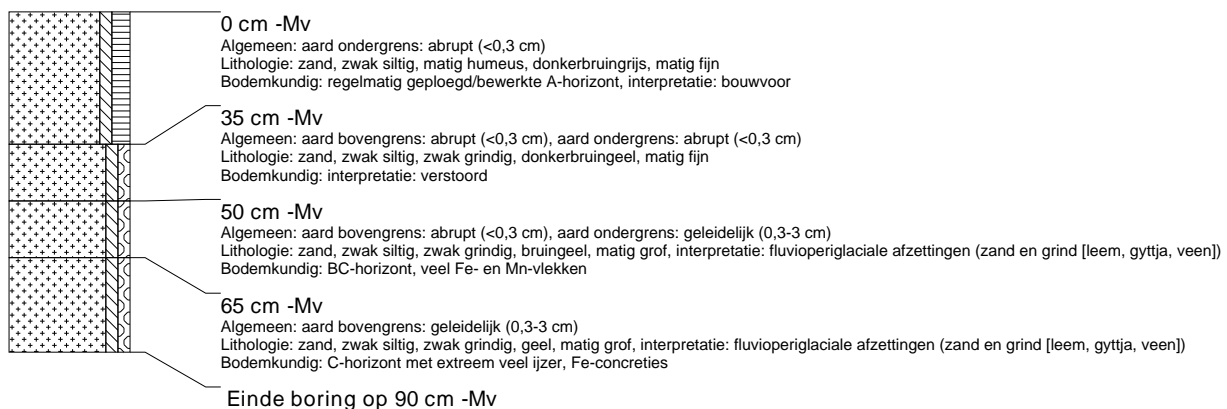 0 cm -Mv
Algemeen: aard ondergrens: abrupt (<0,3 cm)
Lithologie: zand, zwak siltig, matig humeus, donkerbruingrijs, matig fijn
Bodemkundig: regelmatig geploegd/bewerkte A-horizont, interpretatie: bouwvoor
35 cm -Mv
Algemeen: aard bovengrens: abrupt (<0,3 cm), aard ondergrens: abrupt (<0,3 cm)
Lithologie: zand, zwak siltig, zwak grindig, donkerbruingeel, matig fijn
Bodemkundig: interpretatie: verstoord
50 cm -Mv
Algemeen: aard bovengrens: abrupt (<0,3 cm), aard ondergrens: geleidelijk (0,3-3 cm)
Lithologie: zand, zwak siltig, zwak grindig, bruingeel, matig grof, interpretatie: fluvioperiglaciale afzettingen (zand en grind [leem, gyttja, veen])
Bodemkundig: BC-horizont, veel Fe- en Mn-vlekken
65 cm -Mv
Algemeen: aard bovengrens: geleidelijk (0,3-3 cm)
Lithologie: zand, zwak siltig, zwak grindig, geel, matig grof, interpretatie: fluvioperiglaciale afzettingen (zand en grind [leem, gyttja, veen])
Bodemkundig: C-horizont met extreem veel ijzer, Fe-concreties
Einde boring op 90 cm -Mv